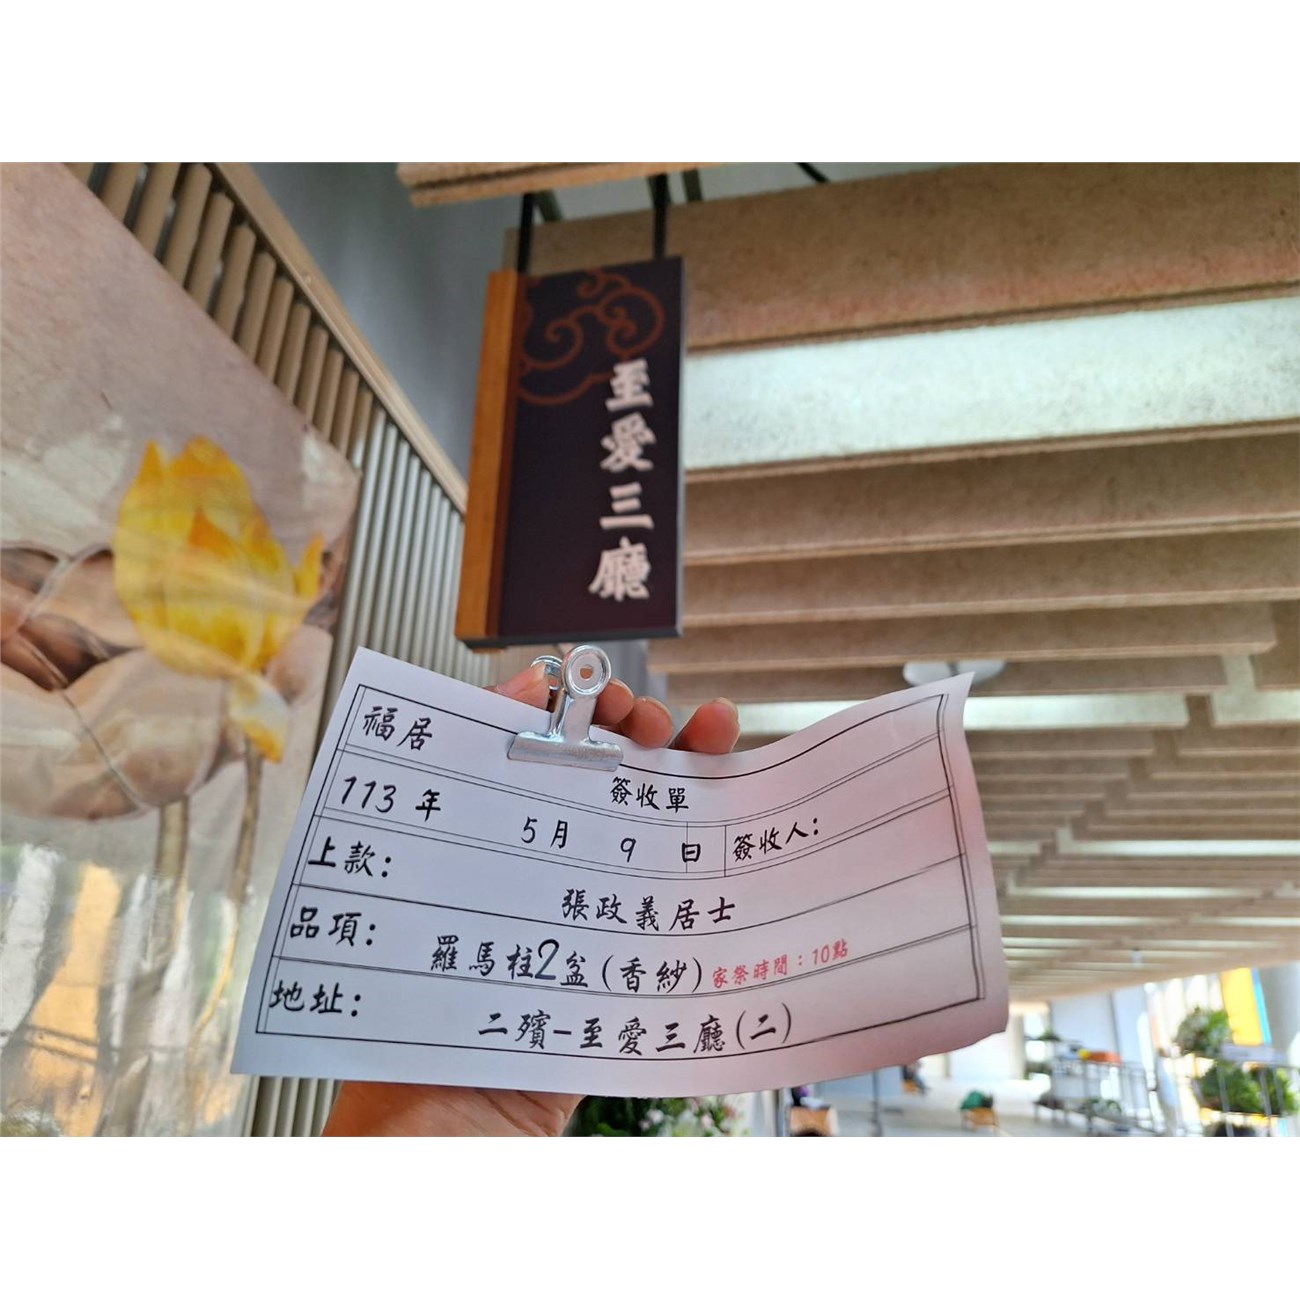 至愛三廳
福居
簽收單
113 年 5月 9 日 簽收人:
上款: 張政義居士
品項: 羅馬柱2盆(香紗) 家祭時間:10點
地址: 二殯-至愛三廳(二)